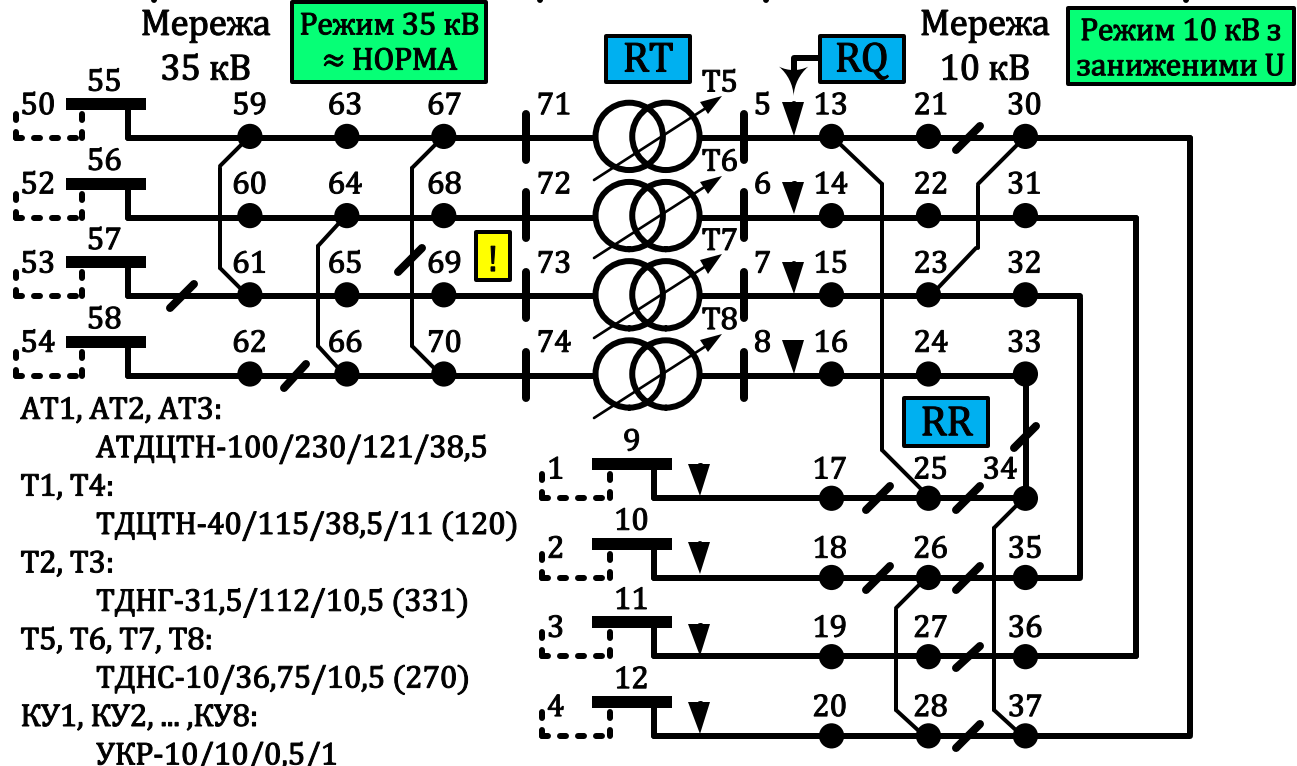 Мережа
35 кВ
Режим 35 кВ
≈ НОРМА
RT
RQ
Мережа
10 кВ
Режим 10 кВ з
заниженими U
50 55 59 63 67 71 Т5 5 13 21 30
52 56 60 64 68 72 Т6 6 14 22 31
53 57 61 65 69 ! 73 Т7 7 15 23 32
54 58 62 66 70 74 Т8 8 16 24 33
RR
1 9 17 25 34
2 10 18 26 35
3 11 19 27 36
4 12 20 28 37
АТ1, АТ2, АТ3:
АТДЦТН-100/230/121/38,5
Т1, Т4:
ТДЦТН-40/115/38,5/11 (120)
Т2, Т3:
ТДНГ-31,5/112/10,5 (331)
Т5, Т6, Т7, Т8:
ТДНС-10/36,75/10,5 (270)
КУ1, КУ2, ... ,КУ8:
УКР-10/10/0,5/1